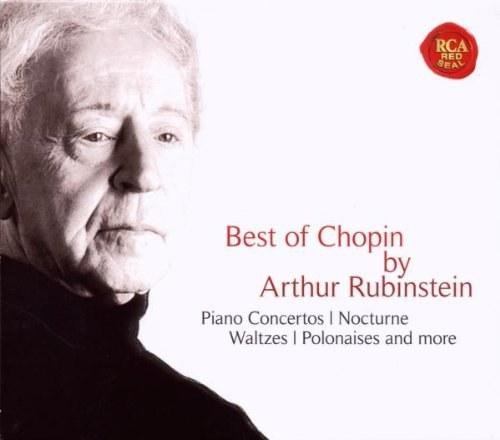 RCA
RED
SEAL
Best of Chopin
by
Arthur Rubinstein
Piano Concertos | Nocturne
Waltzes | Polonaises and more